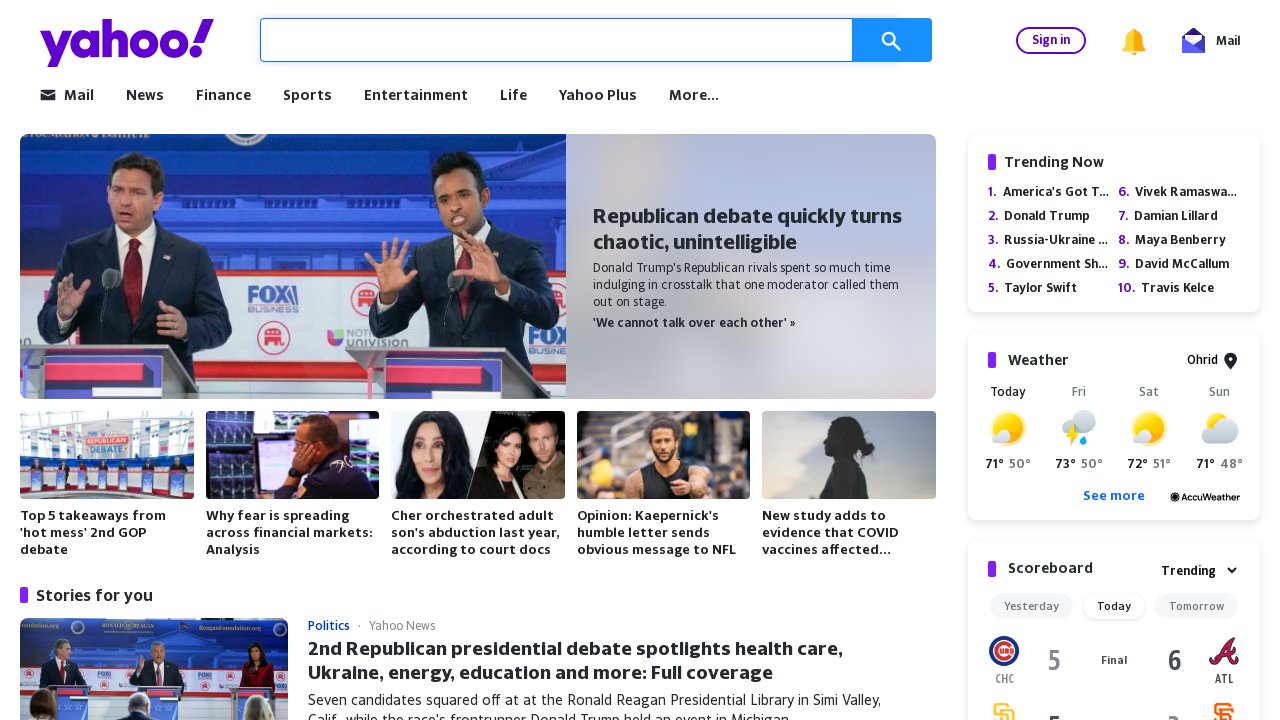 yahoo!
Sign in
Mail
Mail
News
Finance
Sports
Entertainment
Life
Yahoo Plus
More...
FOX
BUSINESS
UNIVISION
Republican debate quickly turns
chaotic, unintelligible
Donald Trump's Republican rivals spent so much time
indulging in crosstalk that one moderator called them
out on stage.
'We cannot talk over each other' »
REPUBLICAN
DEBATE
Top 5 takeaways from
'hot mess' 2nd GOP
debate
Why fear is spreading
across financial markets:
Analysis
Cher orchestrated adult
son's abduction last year,
according to court docs
Opinion: Kaepernick's
humble letter sends
obvious message to NFL
New study adds to
evidence that COVID
vaccines affected...
Stories for you
Politics · Yahoo News
2nd Republican presidential debate spotlights health care,
Ukraine, energy, education and more: Full coverage
Seven candidates squared off at at the Ronald Reagan Presidential Library in Simi Valley,
Calif., while the race's frontrunner Donald Trump held an event in Michigan.
Trending Now
1. America's Got T...
2. Donald Trump
3. Russia-Ukraine ...
4. Government Sh...
5. Taylor Swift
6. Vivek Ramaswa...
7. Damian Lillard
8. Maya Benberry
9. David McCallum
10. Travis Kelce
Weather
Ohrid
Today Fri Sat Sun
71° 50° 73° 50° 72° 51° 71° 48°
See more
AccuWeather
Scoreboard
Trending
Yesterday Today Tomorrow
CUBS
CHC
5
Final
6
ATL